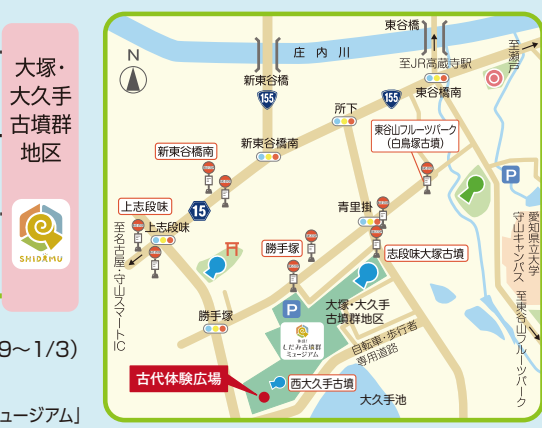 大塚・
大久手
古墳群
地区
SHIDAMU
9～1/3）
ュージアム」
N
庄内川
東谷橋
至JR高蔵寺駅
至瀬戸
新東谷橋
155
155
東谷橋南
所下
東谷山フルーツパーク
（白鳥塚古墳）
新東谷橋南
新東谷橋南
P
上志段味
15
上志段味
青里掛
志段味大塚古墳
勝手塚
至名古屋・守山スマートIC
愛知県立大学
守山キャンパス
至東谷山フルーツパーク
P
大塚・大久手
古墳群地区
勝手塚
しだみ古墳群
ミュージアム
自転車・歩行者
専用道路
古代体験広場
西大久手古墳
大久手池